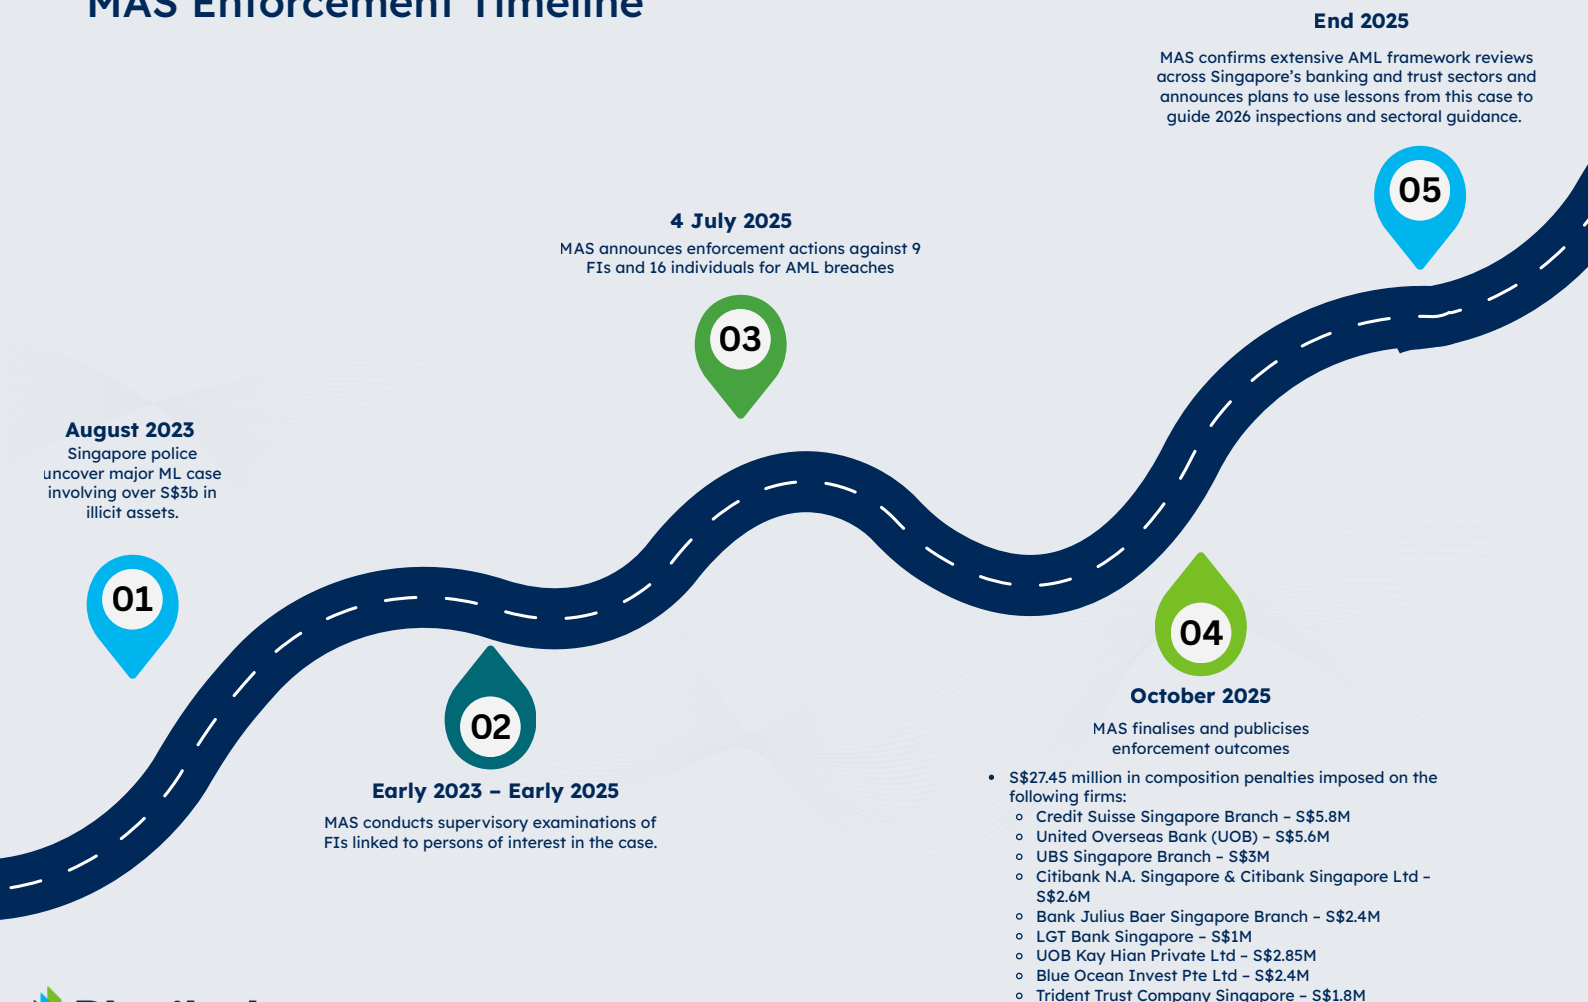 MAS Enforcement Timeline
End 2025
MAS confirms extensive AML framework reviews
across Singapore’s banking and trust sectors and
announces plans to use lessons from this case to
guide 2026 inspections and sectoral guidance.
05
4 July 2025
MAS announces enforcement actions against 9
FIs and 16 individuals for AML breaches
03
August 2023
Singapore police
uncover major ML case
involving over S$3b in
illicit assets.
01
02
Early 2023 – Early 2025
MAS conducts supervisory examinations of
FIs linked to persons of interest in the case.
04
October 2025
MAS finalises and publicises
enforcement outcomes
• S$27.45 million in composition penalties imposed on the
following firms:
◦ Credit Suisse Singapore Branch – S$5.8M
◦ United Overseas Bank (UOB) – S$5.6M
◦ UBS Singapore Branch – S$3M
◦ Citibank N.A. Singapore & Citibank Singapore Ltd –
S$2.6M
◦ Bank Julius Baer Singapore Branch – S$2.4M
◦ LGT Bank Singapore – S$1M
◦ UOB Kay Hian Private Ltd – S$2.85M
◦ Blue Ocean Invest Pte Ltd – S$2.4M
◦ Trident Trust Company Singapore – S$1.8M